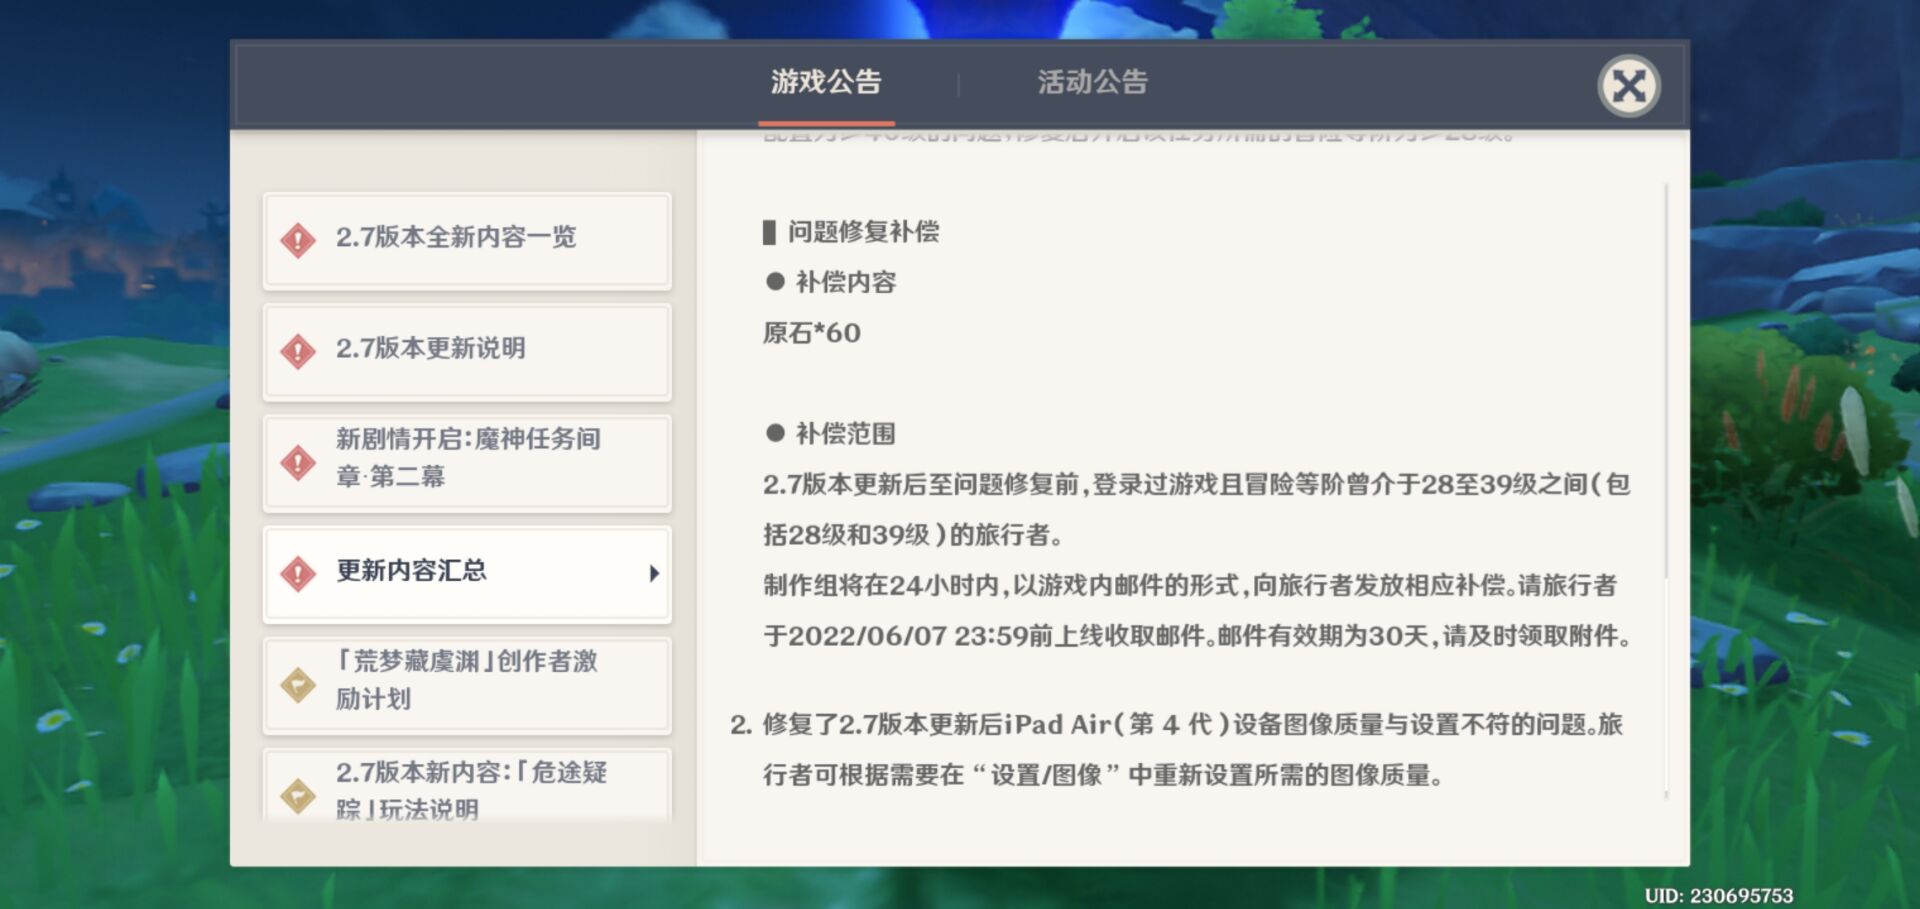 游戏公告
活动公告
2.7版本全新内容一览
2.7版本更新说明
新剧情开启:魔神任务间
章·第二幕
更新内容汇总
「荒梦藏虞渊」创作者激
励计划
2.7版本新内容:「危途疑
踪」玩法说明
▌问题修复补偿
● 补偿内容
原石*60
● 补偿范围
2.7版本更新后至问题修复前,登录过游戏且冒险等阶曾介于28至39级之间(包
括28级和39级)的旅行者。
制作组将在24小时内,以游戏内邮件的形式,向旅行者发放相应补偿。请旅行者
于2022/06/07 23:59前上线收取邮件。邮件有效期为30天,请及时领取附件。
2. 修复了2.7版本更新后iPad Air(第 4 代)设备图像质量与设置不符的问题。旅
行者可根据需要在“设置/图像”中重新设置所需的图像质量。
UID: 230695753